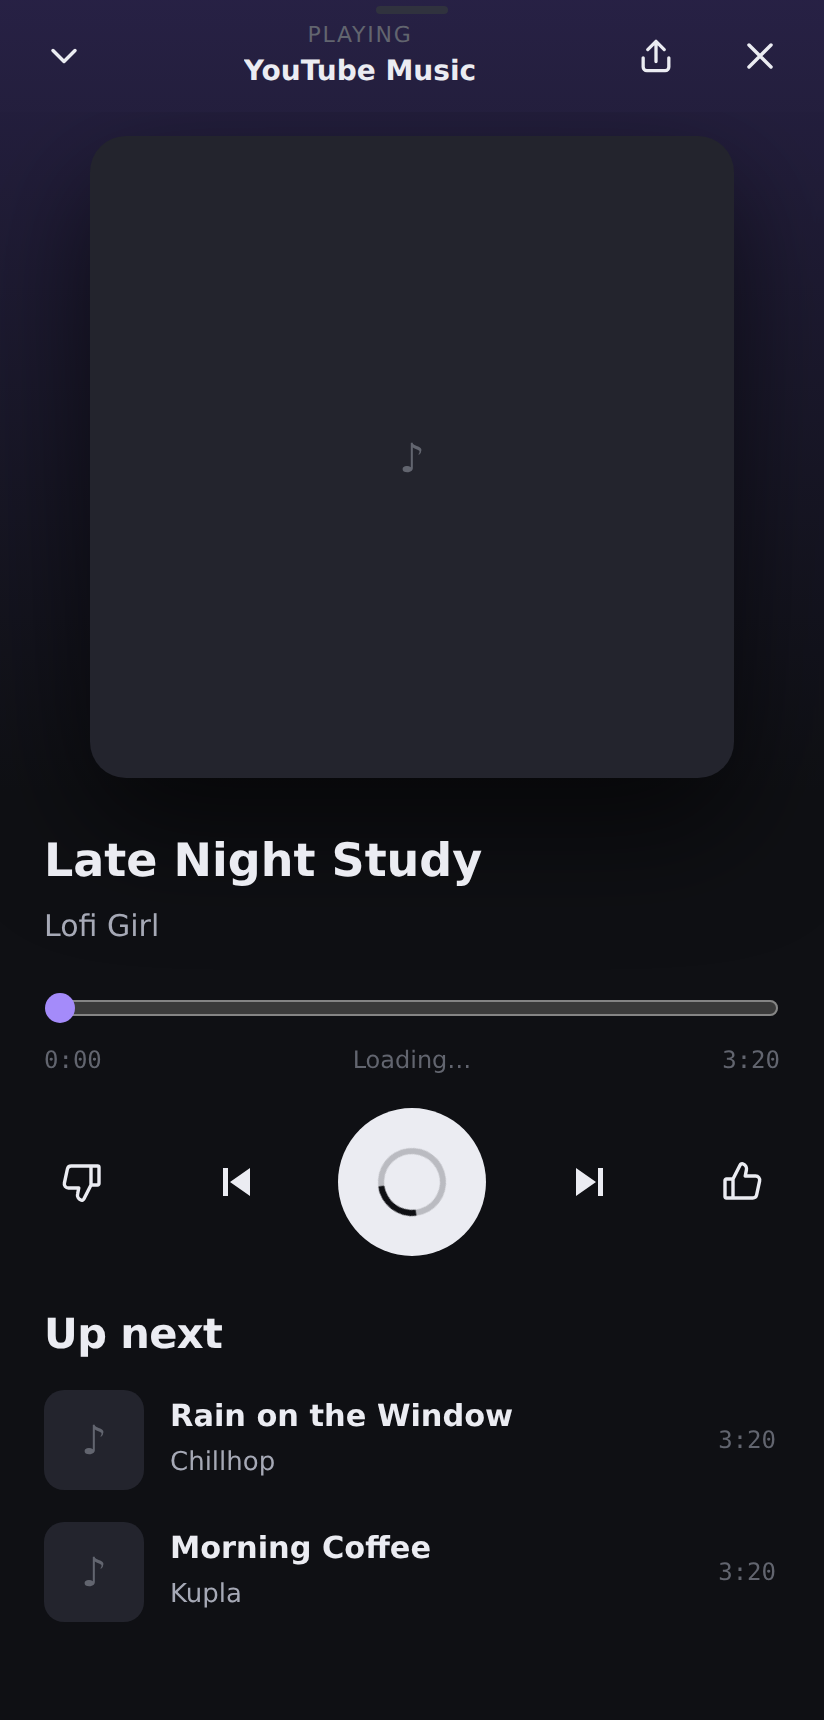 PLAYING
YouTube Music
Late Night Study
Lofi Girl
0:00 Loading... 3:20
Up next
Rain on the Window
Chillhop
3:20
Morning Coffee
Kupla
3:20